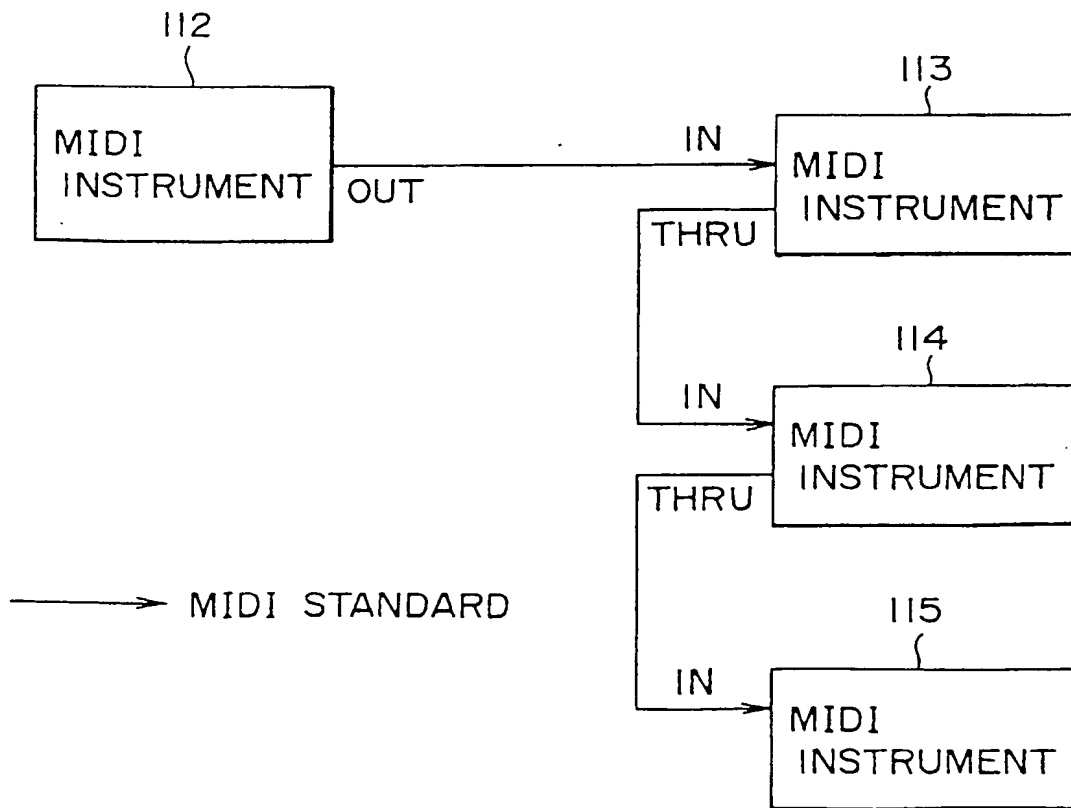 112
MIDI
INSTRUMENT
OUT
IN
113
MIDI
INSTRUMENT
THRU
114
IN
MIDI
INSTRUMENT
THRU
MIDI STANDARD
115
IN
MIDI
INSTRUMENT